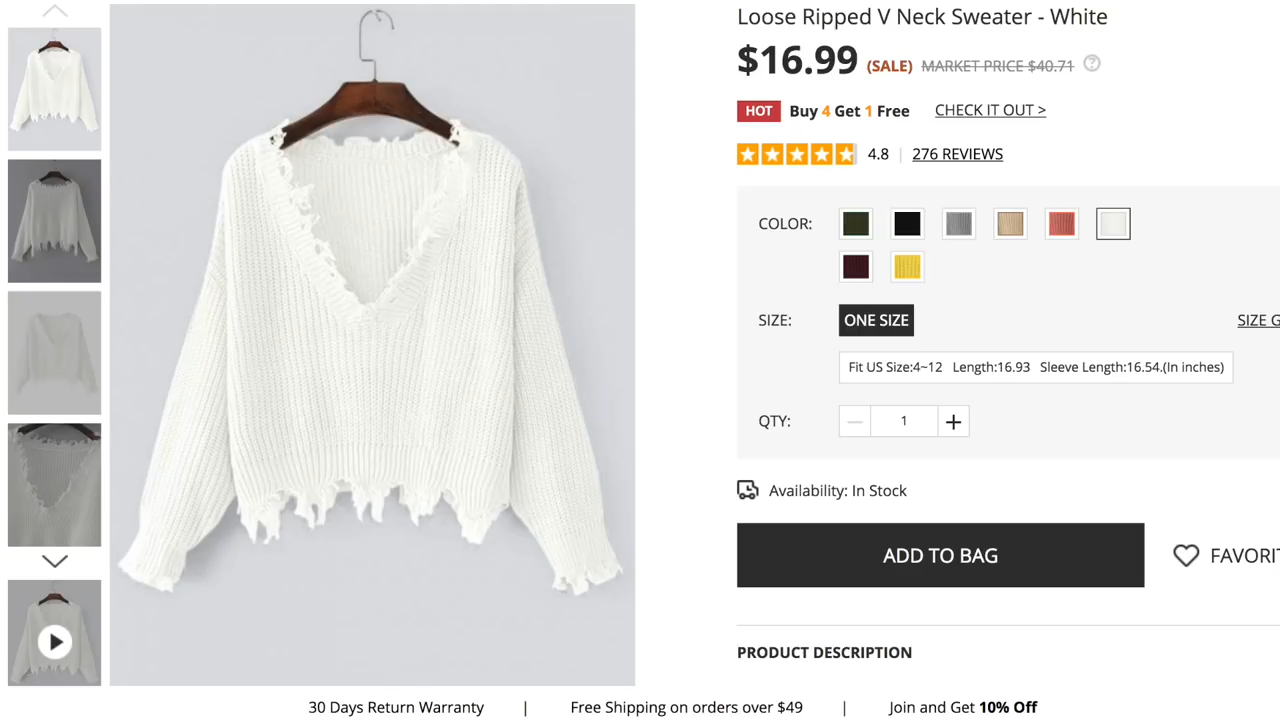 Loose Ripped V Neck Sweater - White
$16.99 (SALE) MARKET PRICE $40.71 ?
HOT Buy 4 Get 1 Free CHECK IT OUT >
4.8 | 276 REVIEWS
COLOR:
SIZE: ONE SIZE SIZE G
Fit US Size:4~12 Length:16.93 Sleeve Length:16.54.(In inches)
QTY: — 1 +
Availability: In Stock
ADD TO BAG FAVORIT
PRODUCT DESCRIPTION
30 Days Return Warranty | Free Shipping on orders over $49 | Join and Get 10% Off